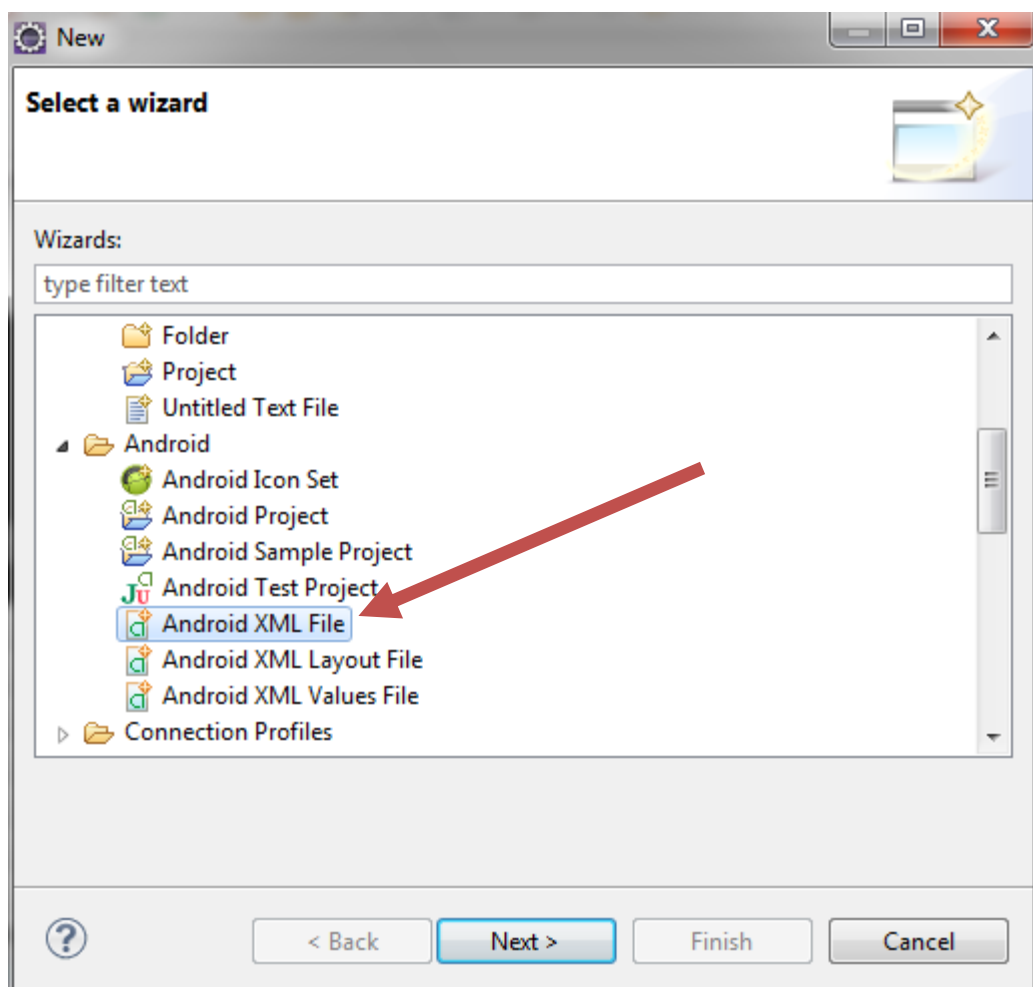 New
Select a wizard
Wizards:
type filter text
Folder
Project
Untitled Text File
Android
Android Icon Set
Android Project
Android Sample Project
Android Test Project
Android XML File
Android XML Layout File
Android XML Values File
Connection Profiles
< Back Next > Finish Cancel